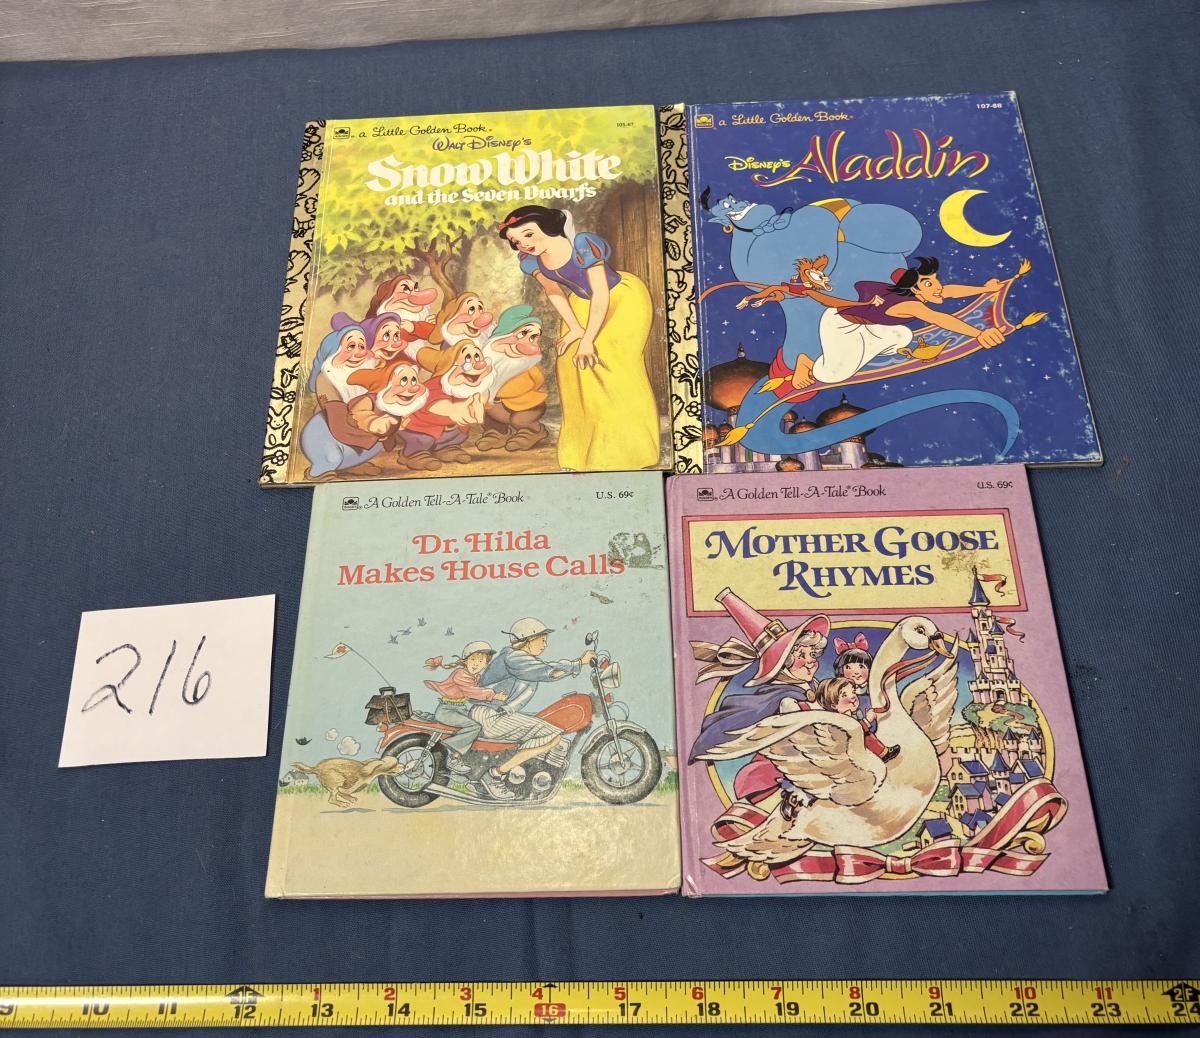 a Little Golden Book®
105-67
WALT DISNEY'S
Snow White
and the Seven Dwarfs
107-88
a Little Golden Book®
DISNEY'S Aladdin
A Golden Tell-A-Tale® Book
U.S. 69¢
Dr. Hilda
Makes House Calls
A Golden Tell-A-Tale® Book
U.S. 69¢
MOTHER GOOSE
RHYMES
216
1 2 3 4 5 6 7 8 9 10 11
9 10 11 12 13 14 15 16 17 18 19 20 21 22 23 24